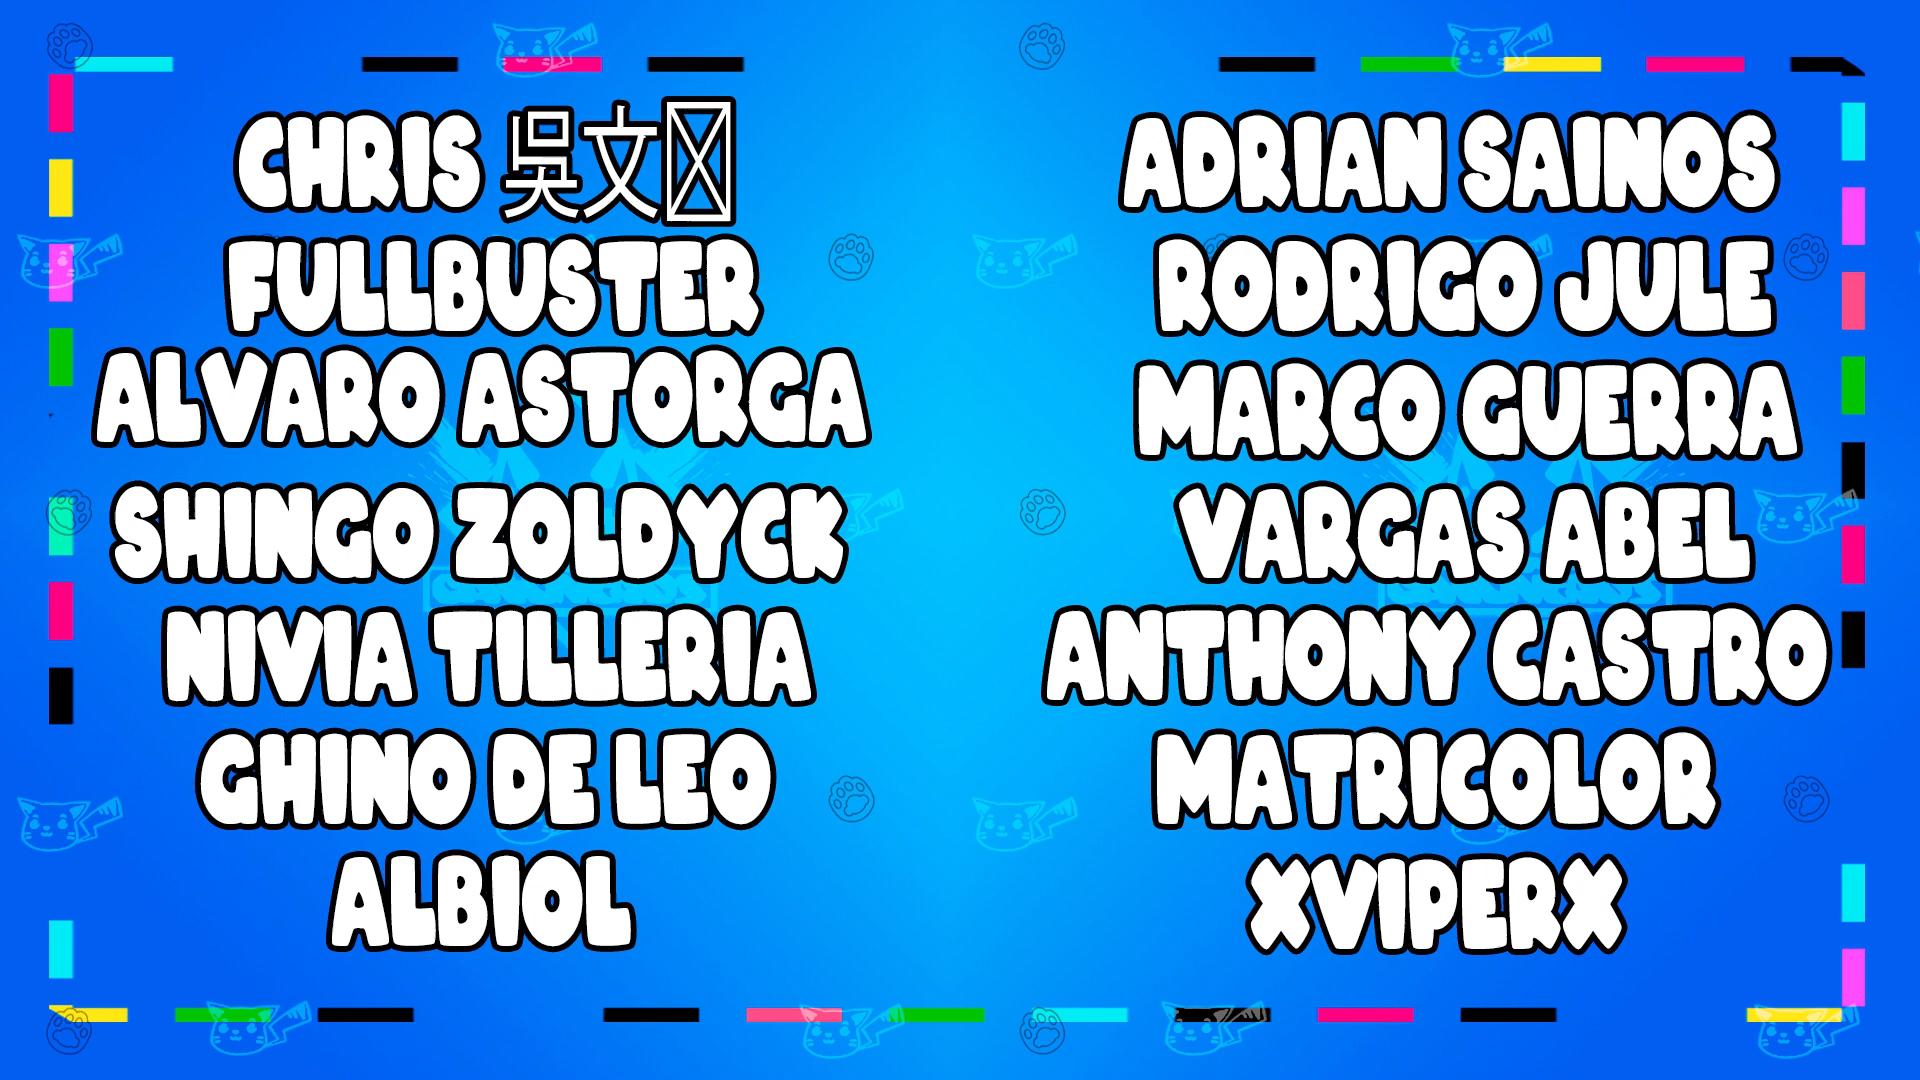 CHRIS 吳文
FULLBUSTER
ALVARO ASTORGA
SHINGO ZOLDYCK
NIVIA TILLERIA
GHINO DE LEO
ALBIOL
ADRIAN SAINOS
RODRIGO JULE
MARCO GUERRA
VARGAS ABEL
ANTHONY CASTRO
MATRICOLOR
XVIPERX